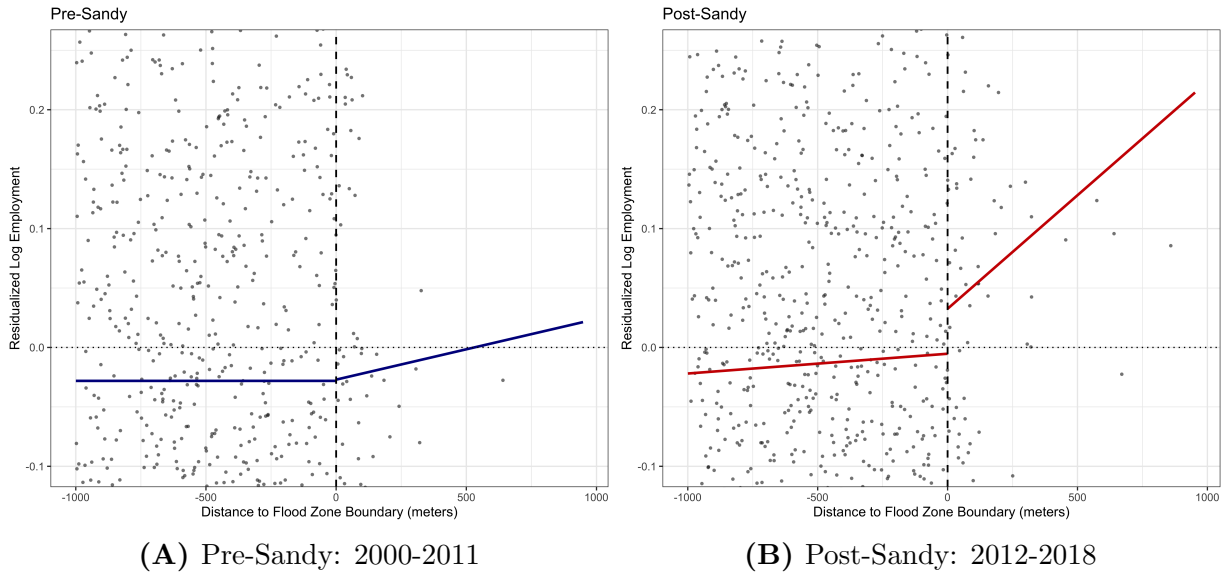 Pre-Sandy
Residualized Log Employment
0.2
0.1
0.0
-0.1
-1000 -500 0 500 1000
Distance to Flood Zone Boundary (meters)
(A) Pre-Sandy: 2000-2011
Post-Sandy
Residualized Log Employment
0.2
0.1
0.0
-0.1
-1000 -500 0 500 1000
Distance to Flood Zone Boundary (meters)
(B) Post-Sandy: 2012-2018